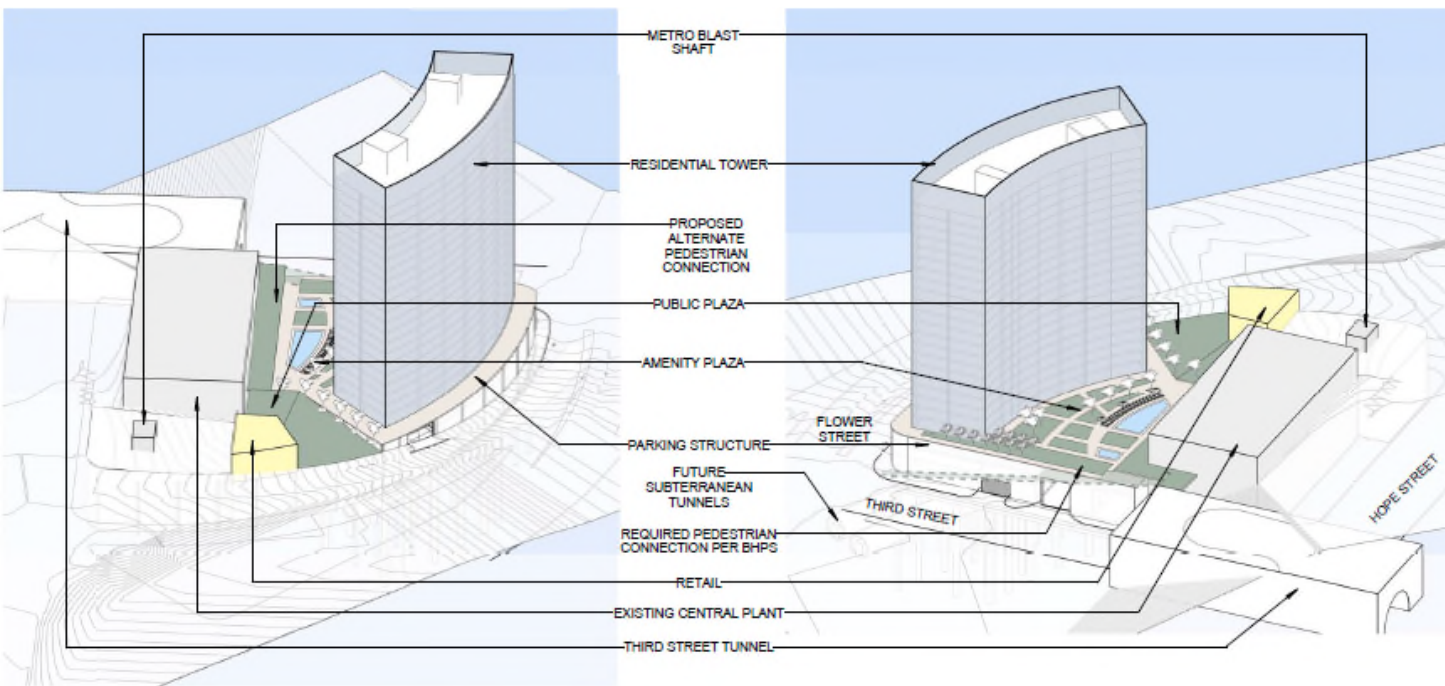 METRO BLAST
SHAFT
RESIDENTIAL TOWER
PROPOSED
ALTERNATE
PEDESTRIAN
CONNECTION
PUBLIC PLAZA
AMENITY PLAZA
FLOWER
STREET
PARKING STRUCTURE
FUTURE
SUBTERRANEAN
TUNNELS
THIRD STREET
HOPE STREET
REQUIRED PEDESTRIAN
CONNECTION PER BHPS
RETAIL
EXISTING CENTRAL PLANT
THIRD STREET TUNNEL